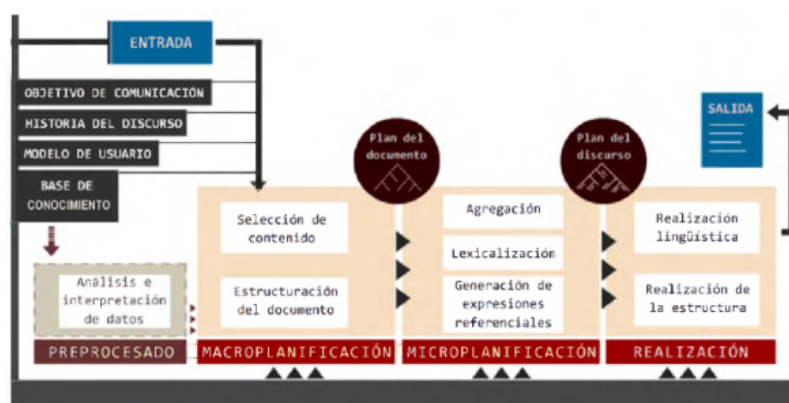 ENTRADA
OBJETIVO DE COMUNICACIÓN
HISTORIA DEL DISCURSO
MODELO DE USUARIO
BASE DE
CONOCIMIENTO
Análisis e
interpretación
de datos
PREPROCESADO
Selección de
contenido
Estructuración
del documento
MACROPLANIFICACIÓN
Plan del
documento
Agregación
Lexicalización
Generación de
expresiones
referenciales
MICROPLANIFICACIÓN
Plan del
discurso
Realización
lingüística
Realización de
la estructura
REALIZACIÓN
SALIDA